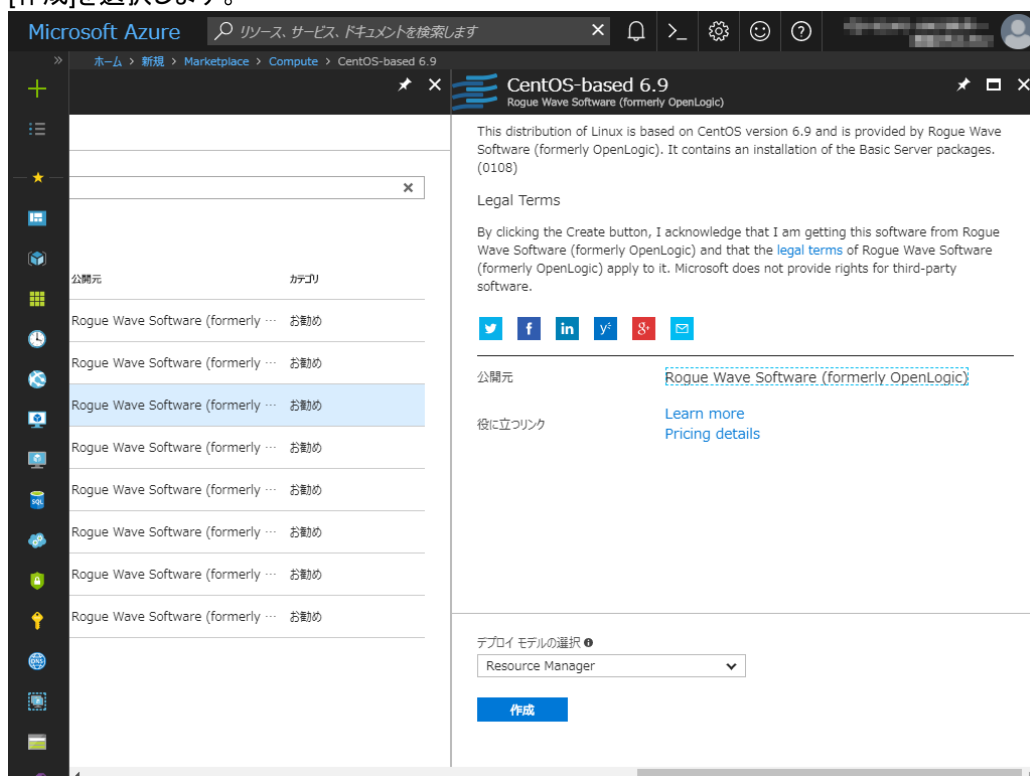 [作成]を選択します。
Microsoft Azure
リソース、サービス、ドキュメントを検索します
ホーム > 新規 > Marketplace > Compute > CentOS-based 6.9
公開元 カテゴリ
Rogue Wave Software (formerly ··· お勧め
Rogue Wave Software (formerly ··· お勧め
Rogue Wave Software (formerly ··· お勧め
Rogue Wave Software (formerly ··· お勧め
Rogue Wave Software (formerly ··· お勧め
Rogue Wave Software (formerly ··· お勧め
Rogue Wave Software (formerly ··· お勧め
Rogue Wave Software (formerly ··· お勧め
CentOS-based 6.9
Rogue Wave Software (formerly OpenLogic)
This distribution of Linux is based on CentOS version 6.9 and is provided by Rogue Wave
Software (formerly OpenLogic). It contains an installation of the Basic Server packages.
(0108)
Legal Terms
By clicking the Create button, I acknowledge that I am getting this software from Rogue
Wave Software (formerly OpenLogic) and that the legal terms of Rogue Wave Software
(formerly OpenLogic) apply to it. Microsoft does not provide rights for third-party
software.
公開元 Rogue Wave Software (formerly OpenLogic)
役に立つリンク Learn more
Pricing details
デプロイ モデルの選択
Resource Manager
作成